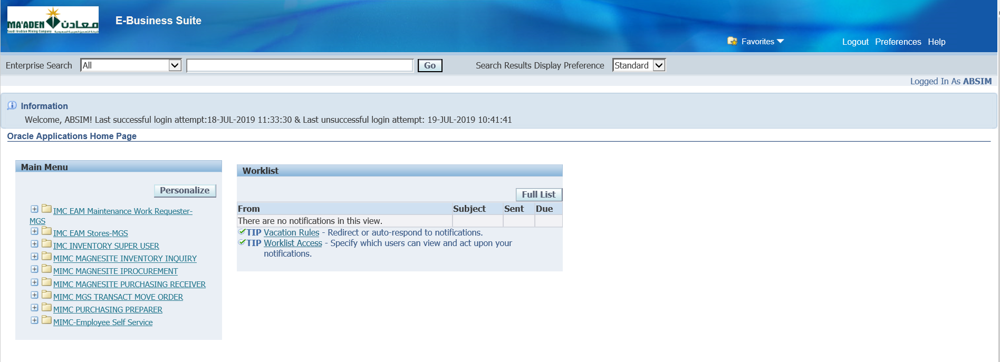 MA'ADEN معادن
Saudi Arabian Mining Company شركة التعدين العربية السعودية
E-Business Suite
Favorites
Logout Preferences Help
Enterprise Search All Go Search Results Display Preference Standard
Logged In As ABSIM
Information
Welcome, ABSIM! Last successful login attempt:18-JUL-2019 11:33:30 & Last unsuccessful login attempt: 19-JUL-2019 10:41:41
Oracle Applications Home Page
Main Menu
Personalize
IMC EAM Maintenance Work Requester-
MGS
IMC EAM Stores-MGS
IMC INVENTORY SUPER USER
MIMC MAGNESITE INVENTORY INQUIRY
MIMC MAGNESITE IPROCUREMENT
MIMC MAGNESITE PURCHASING RECEIVER
MIMC MGS TRANSACT MOVE ORDER
MIMC PURCHASING PREPARER
MIMC-Employee Self Service
Worklist
Full List
From Subject Sent Due
There are no notifications in this view.
TIP Vacation Rules - Redirect or auto-respond to notifications.
TIP Worklist Access - Specify which users can view and act upon your
notifications.